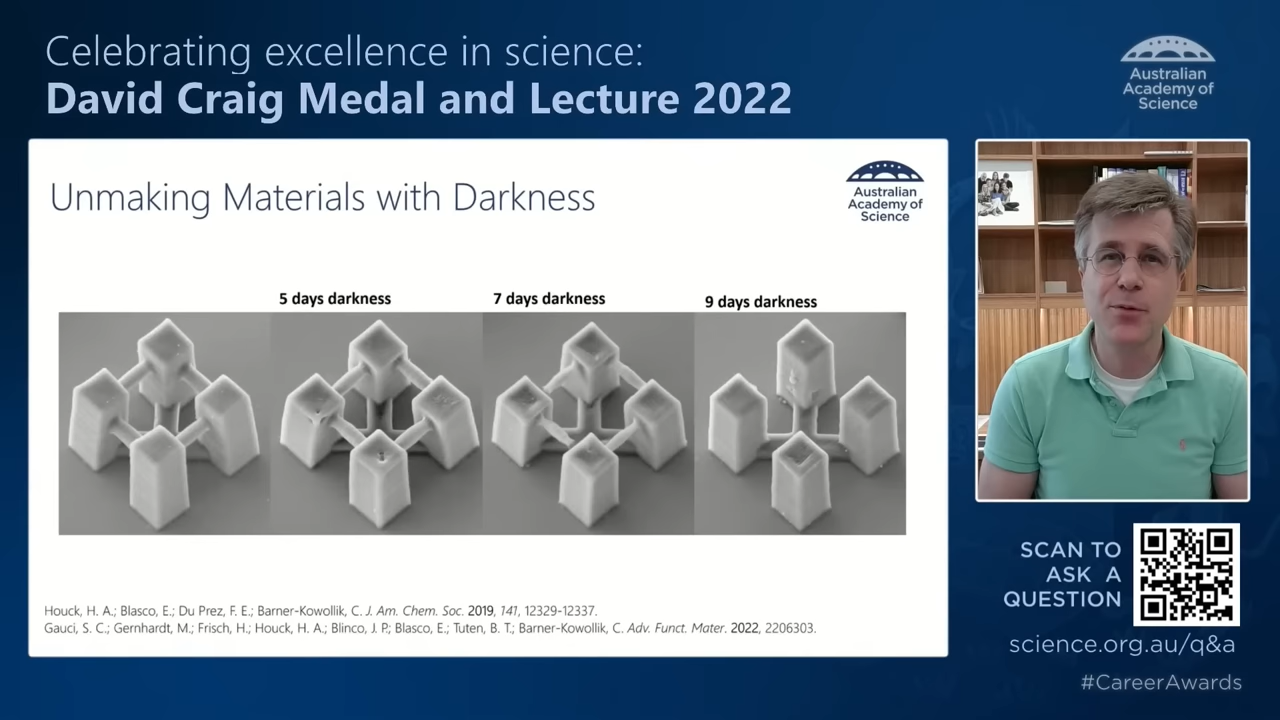 Celebrating excellence in science:
David Craig Medal and Lecture 2022
Australian
Academy of
Science
Unmaking Materials with Darkness
Australian
Academy of
Science
5 days darkness
7 days darkness
9 days darkness
Houck, H. A.; Blasco, E.; Du Prez, F. E.; Barner-Kowollik, C. J. Am. Chem. Soc. 2019, 141, 12329-12337.
Gauci, S. C.; Gernhardt, M.; Frisch, H.; Houck, H. A.; Blinco, J. P.; Blasco, E.; Tuten, B. T.; Barner-Kowollik, C. Adv. Funct. Mater. 2022, 2206303.
SCAN TO
ASK A
QUESTION
science.org.au/q&a
#CareerAwards